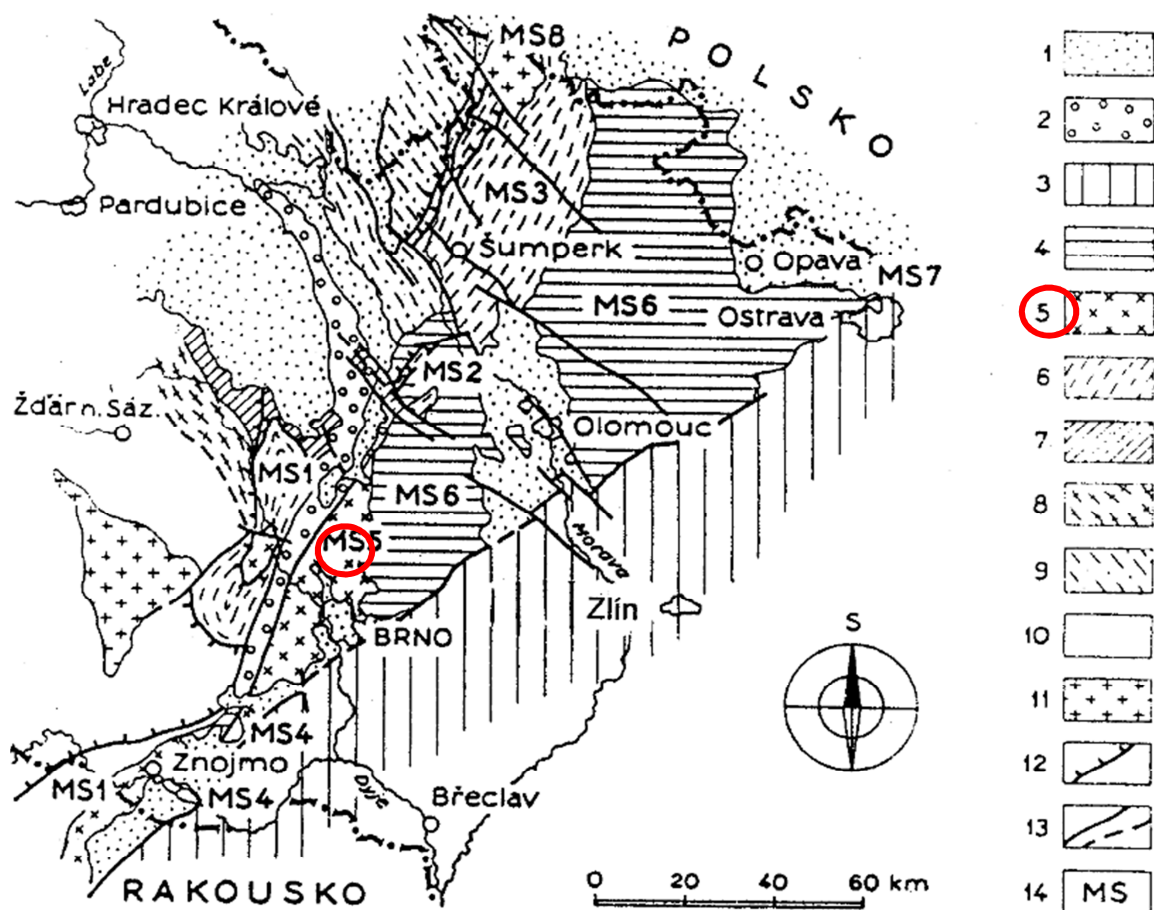 MS8
POLSKO
Labe
Hradec Králové
Pardubice
MS3
Šumperk
Opava
MS7
MS6
Ostrava
MS2
Žďár n. Sáz.
Olomouc
MS1
MS6
MS5
Morava
Zlín
BRNO
S
MS4
Znojmo
MS1
MS4
Dyje
Břeclav
RAKOUSKO
0 20 40 60 km
1
2
3
4
5
6
7
8
9
10
11
12
13
14 MS